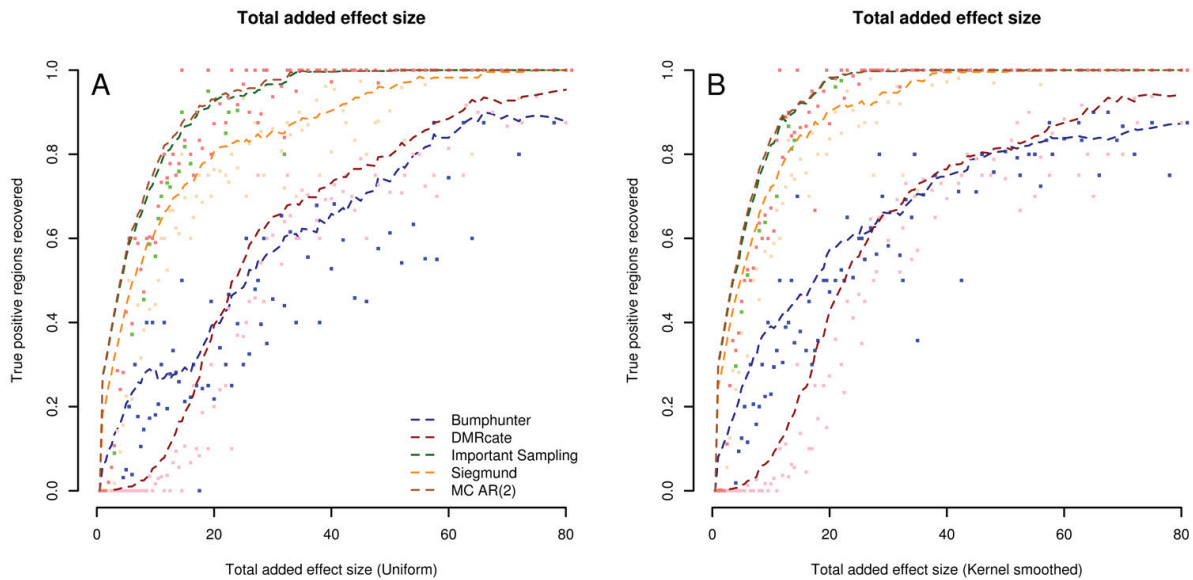 Total added effect size
A
True positive regions recovered
1.0
0.8
0.6
0.4
0.2
0.0
Bumphunter
DMRcate
Important Sampling
Siegmund
MC AR(2)
0 20 40 60 80
Total added effect size (Uniform)
Total added effect size
B
True positive regions recovered
1.0
0.8
0.6
0.4
0.2
0.0
0 20 40 60 80
Total added effect size (Kernel smoothed)